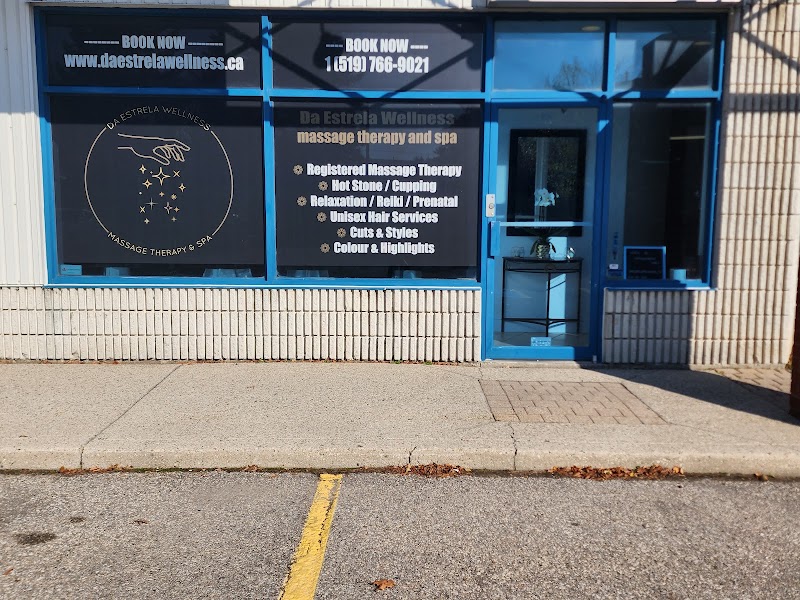 --------- BOOK NOW ---------
www.daestrelawellness.ca
---- BOOK NOW ----
1 (519) 766-9021
DA ESTRELA WELLNESS
MASSAGE THERAPY & SPA
Da Estrela Wellness
massage therapy and spa
Registered Massage Therapy
Hot Stone / Cupping
Relaxation / Reiki / Prenatal
Unisex Hair Services
Cuts & Styles
Colour & Highlights